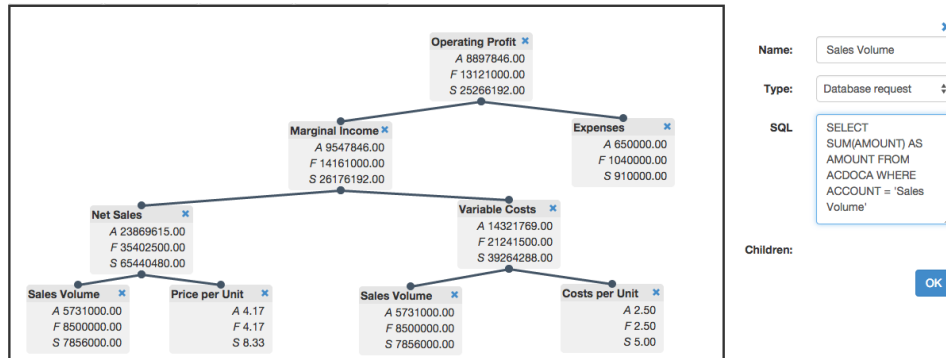 Operating Profit ×
A 8897846.00
F 13121000.00
S 25266192.00
Marginal Income ×
A 9547846.00
F 14161000.00
S 26176192.00
Expenses ×
A 650000.00
F 1040000.00
S 910000.00
Net Sales ×
A 23869615.00
F 35402500.00
S 65440480.00
Variable Costs ×
A 14321769.00
F 21241500.00
S 39264288.00
Sales Volume ×
A 5731000.00
F 8500000.00
S 7856000.00
Price per Unit ×
A 4.17
F 4.17
S 8.33
Sales Volume ×
A 5731000.00
F 8500000.00
S 7856000.00
Costs per Unit ×
A 2.50
F 2.50
S 5.00
Name: Sales Volume
Type: Database request
SQL
SELECT
SUM(AMOUNT) AS
AMOUNT FROM
ACDOCA WHERE
ACCOUNT = 'Sales
Volume'
Children:
OK